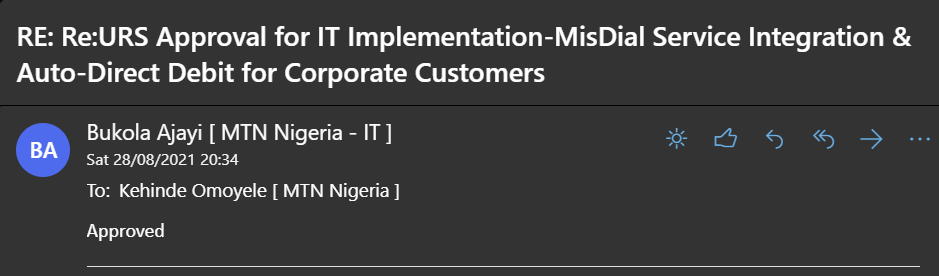 RE: Re:URS Approval for IT Implementation-MisDial Service Integration &
Auto-Direct Debit for Corporate Customers
BA
Bukola Ajayi [ MTN Nigeria - IT ]
Sat 28/08/2021 20:34
To: Kehinde Omoyele [ MTN Nigeria ]
Approved